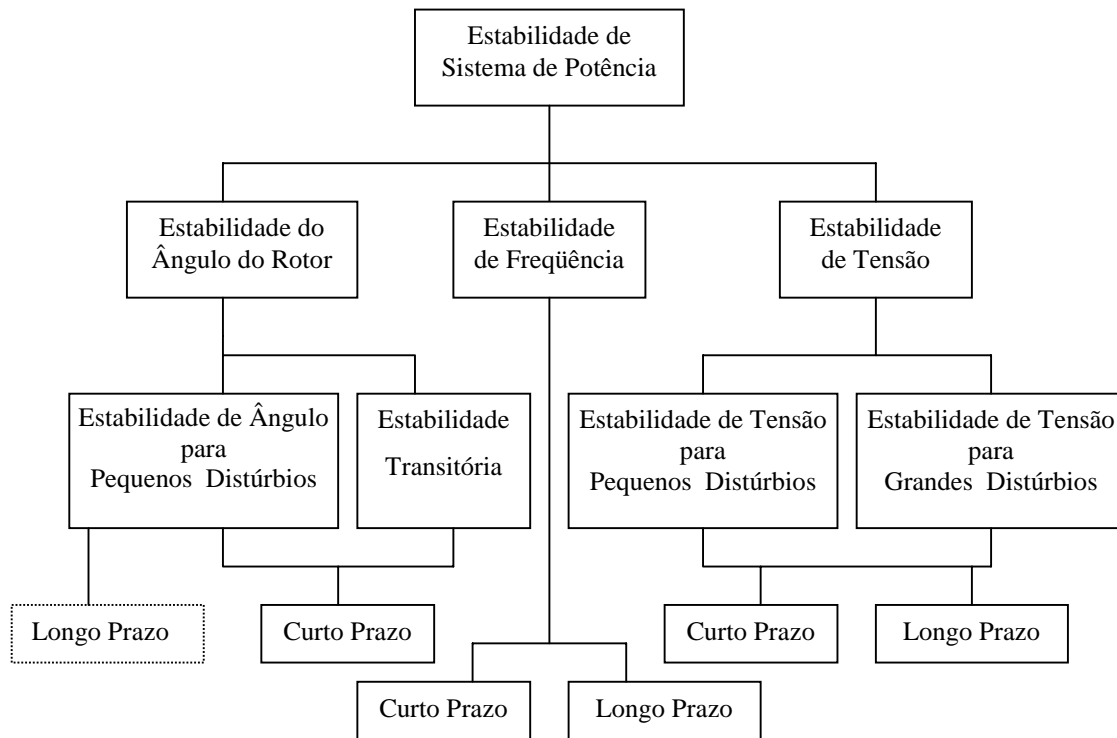 Estabilidade de
Sistema de Potência
Estabilidade do
Ângulo do Rotor
Estabilidade
de Freqüência
Estabilidade
de Tensão
Estabilidade de Ângulo
para
Pequenos Distúrbios
Estabilidade
Transitória
Estabilidade de Tensão
para
Pequenos Distúrbios
Estabilidade de Tensão
para
Grandes Distúrbios
Longo Prazo
Curto Prazo
Curto Prazo
Longo Prazo
Curto Prazo
Longo Prazo